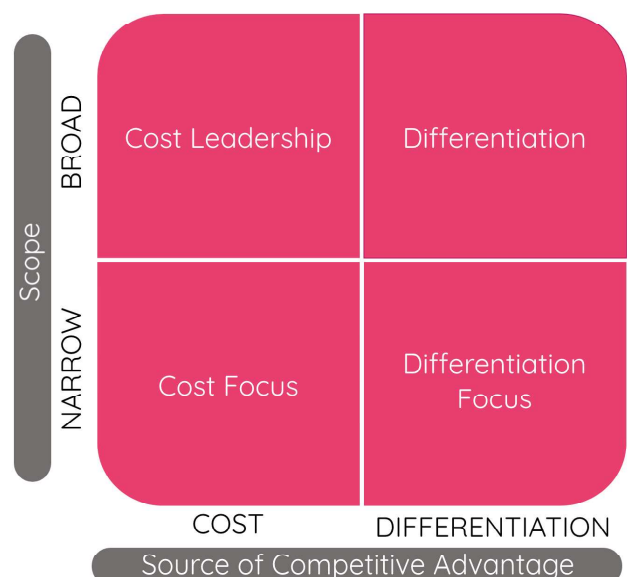 Scope
BROAD
Cost Leadership
Differentiation
NARROW
Cost Focus
Differentiation
Focus
COST
DIFFERENTIATION
Source of Competitive Advantage